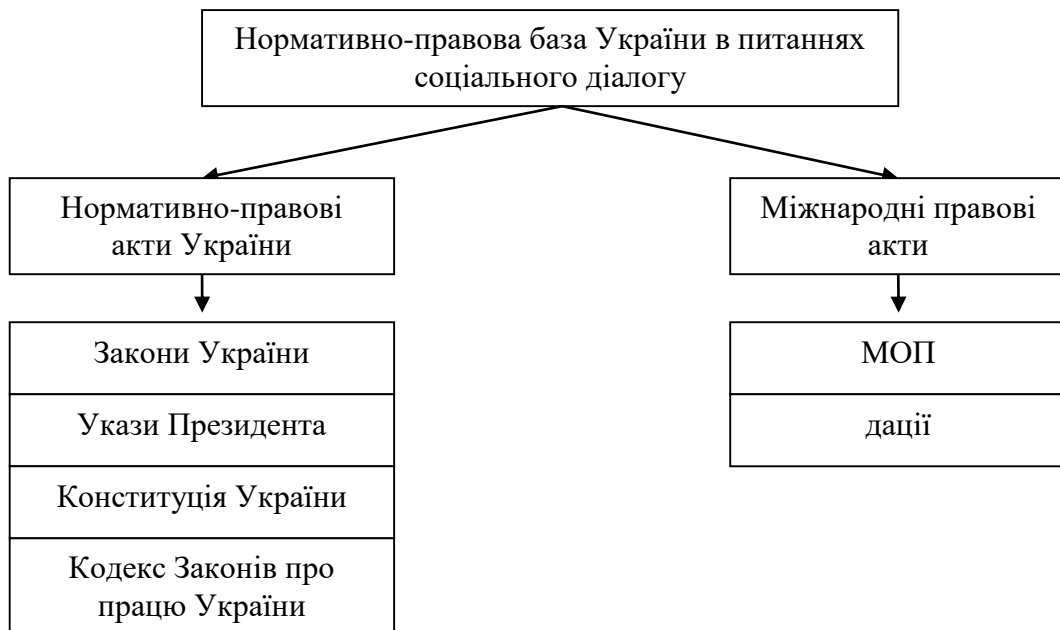 Нормативно-правова база України в питаннях
соціального діалогу
Нормативно-правові
акти України
Міжнародні правові
акти
Закони України
Укази Президента
Конституція України
Кодекс Законів про
працю України
МОП
дації